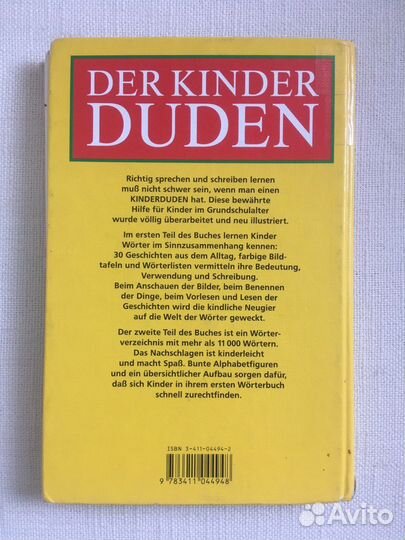 DER KINDER
DUDEN
Richtig sprechen und schreiben lernen
muß nicht schwer sein, wenn man einen
KINDERDUDEN hat. Diese bewährte
Hilfe für Kinder im Grundschulalter
wurde völlig überarbeitet und neu illustriert.
Im ersten Teil des Buches lernen Kinder
Wörter im Sinnzusammenhang kennen:
30 Geschichten aus dem Alltag, farbige Bild-
tafeln und Wörterlisten vermitteln ihre Bedeutung,
Verwendung und Schreibung.
Beim Anschauen der Bilder, beim Benennen
der Dinge, beim Vorlesen und Lesen der
Geschichten wird die kindliche Neugier
auf die Welt der Wörter geweckt.
Der zweite Teil des Buches ist ein Wörter-
verzeichnis mit mehr als 11 000 Wörtern.
Das Nachschlagen ist kinderleicht
und macht Spaß. Bunte Alphabetfiguren
und ein übersichtlicher Aufbau sorgen dafür,
daß sich Kinder in ihrem ersten Wörterbuch
schnell zurechtfinden.
ISBN 3-411-04494-2
9 783411 044948
Avito